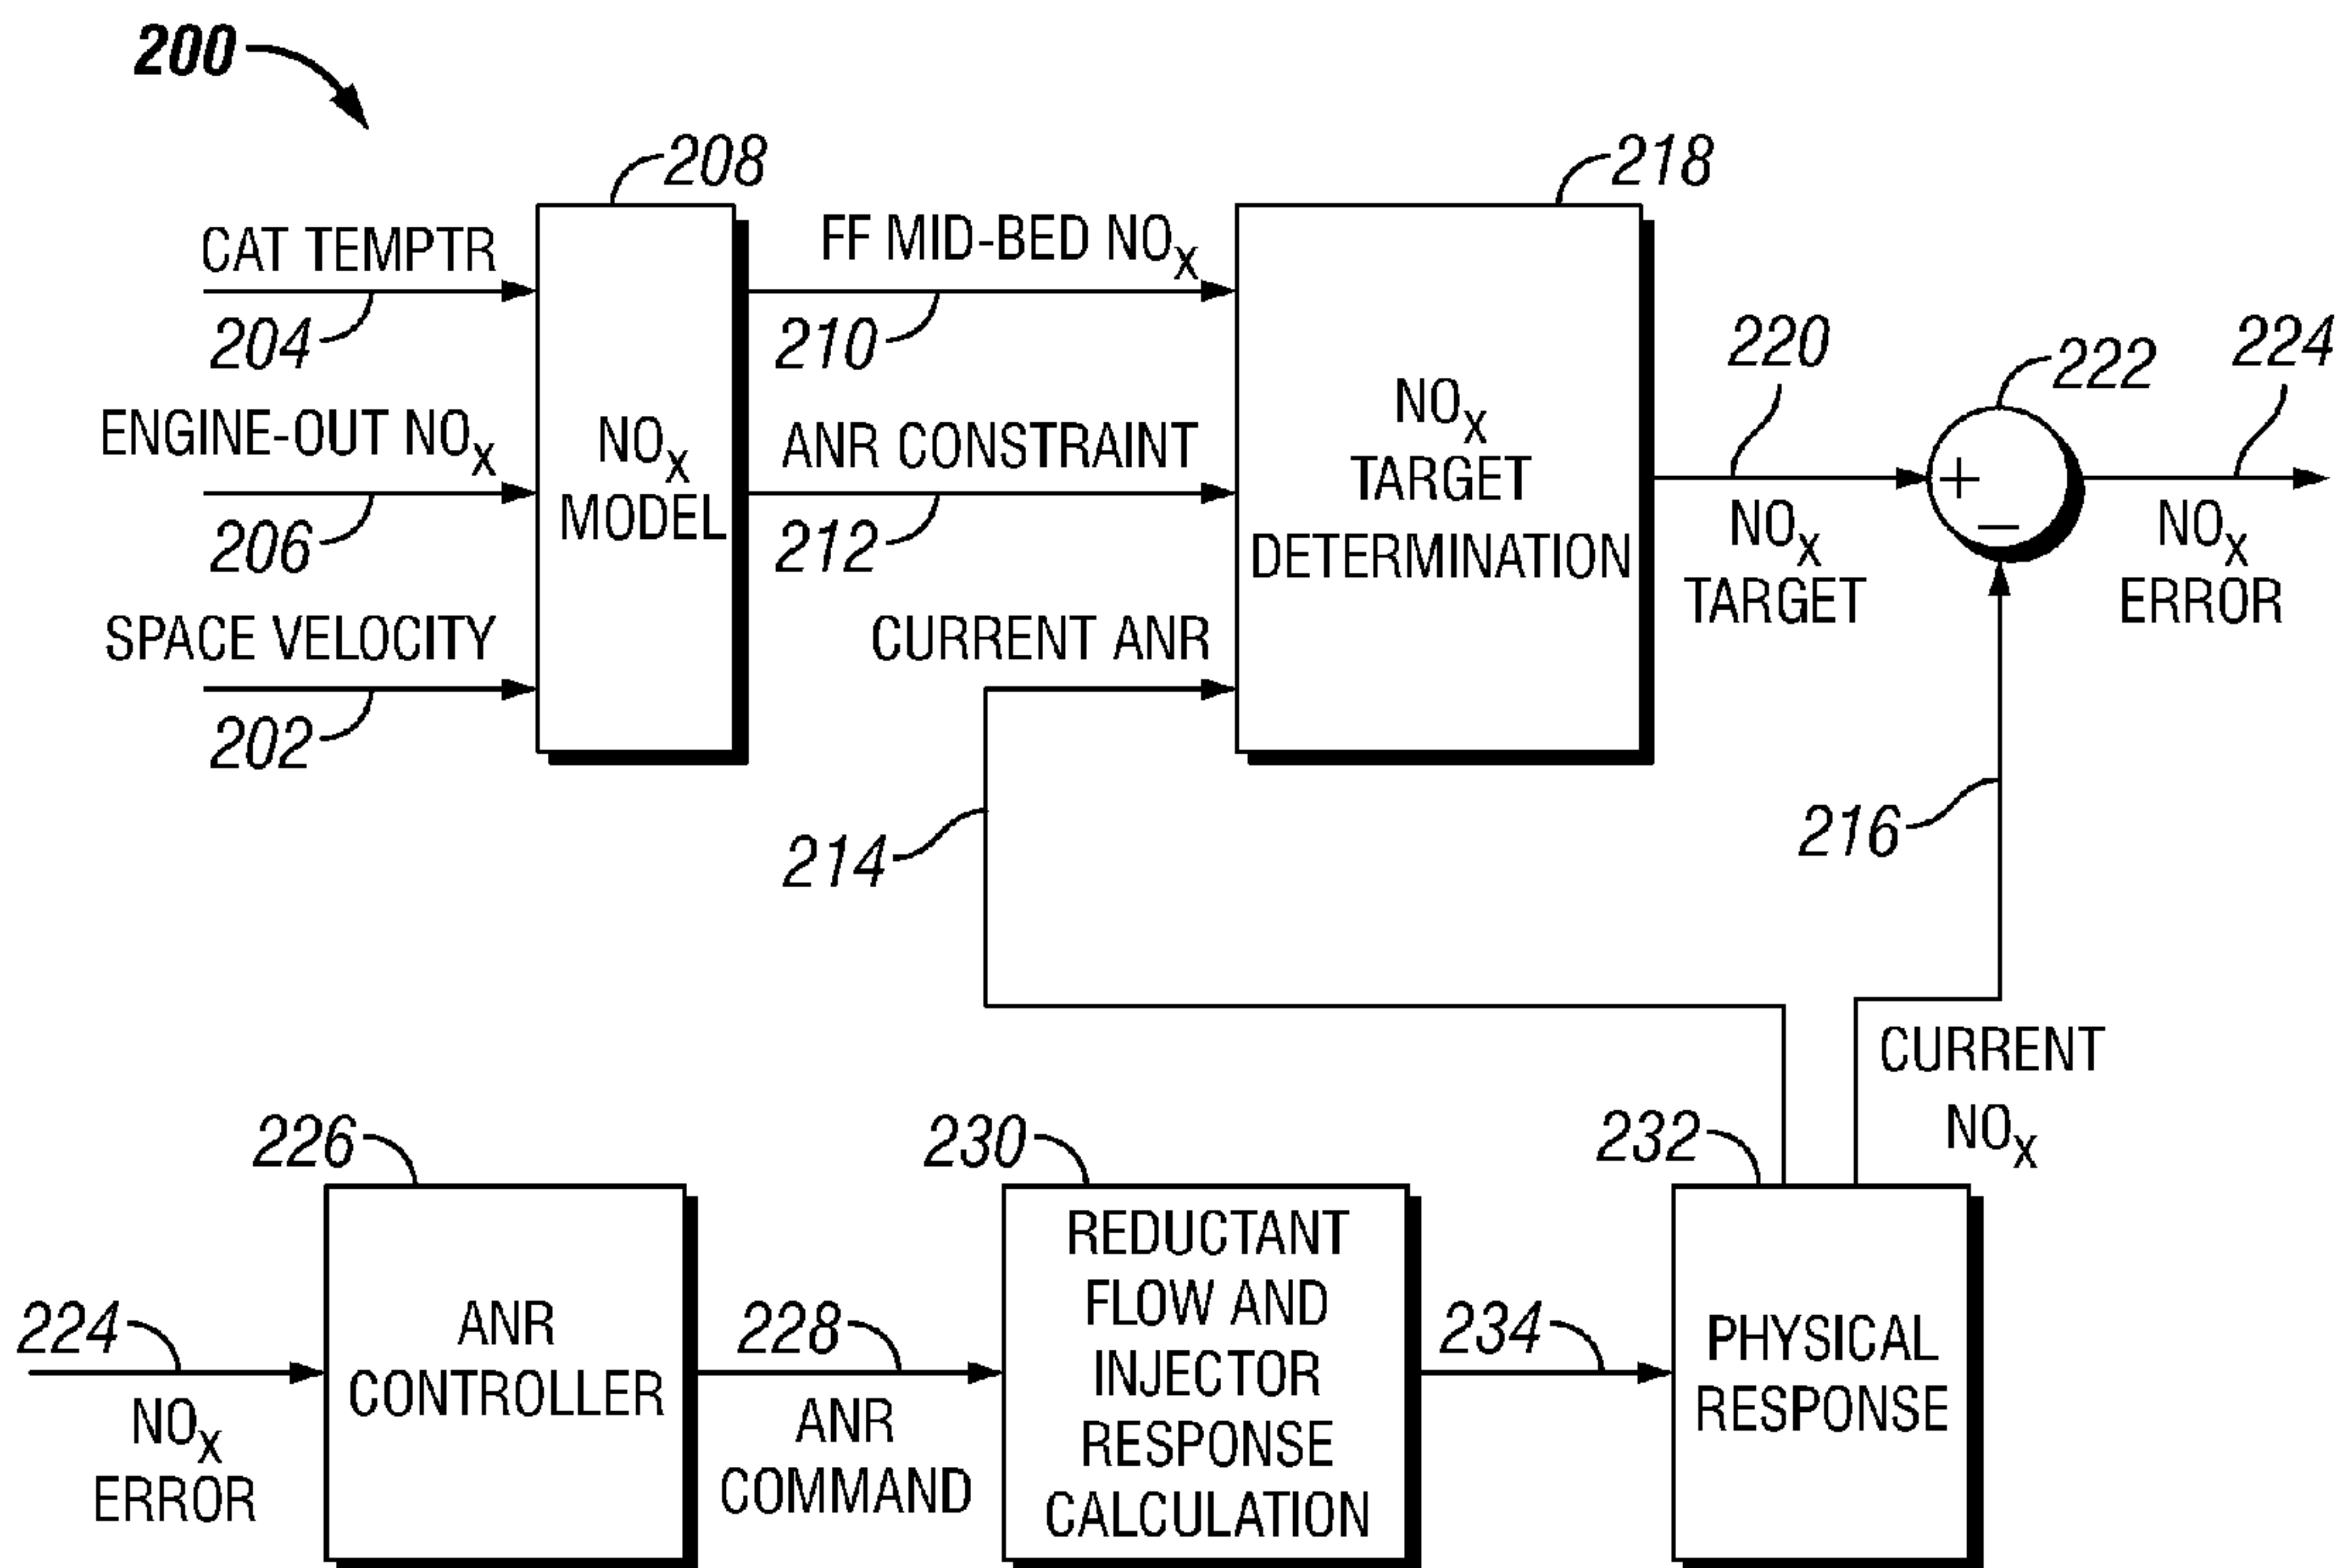 200
208
218
CAT TEMPTR
204
FF MID-BED NOX
210
ENGINE-OUT NOX
206
NOX
MODEL
ANR CONSTRAINT
212
SPACE VELOCITY
202
CURRENT ANR
214
NOX
TARGET
DETERMINATION
220
NOX
TARGET
222
+
−
224
NOX
ERROR
216
CURRENT
NOX
226
230
232
224
NOX
ERROR
ANR
CONTROLLER
228
ANR
COMMAND
REDUCTANT
FLOW AND
INJECTOR
RESPONSE
CALCULATION
234
PHYSICAL
RESPONSE